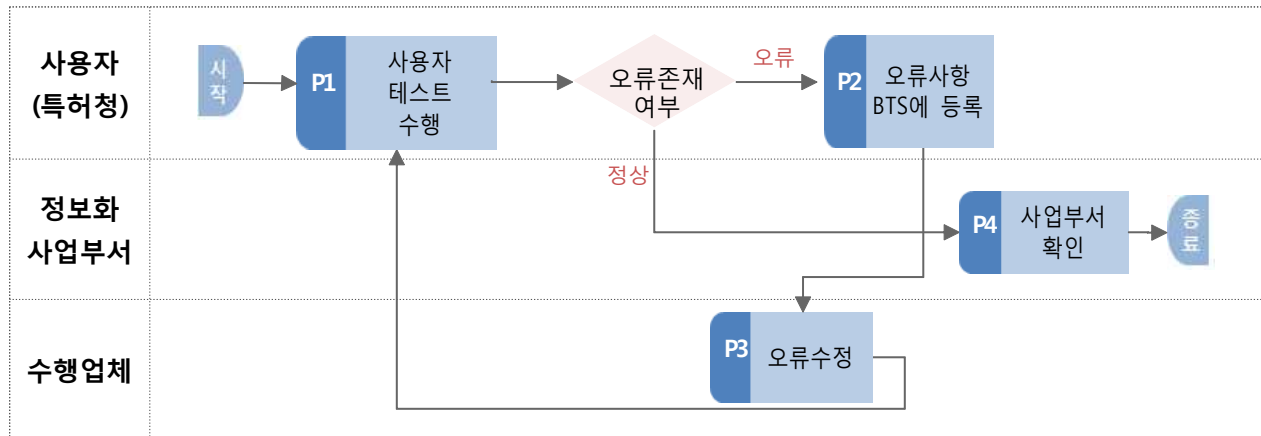 사용자
(특허청)
시
작
P1
사용자
테스트
수행
오류존재
여부
오류
P2
오류사항
BTS에 등록
정상
정보화
사업부서
P4
사업부서
확인
종
료
수행업체
P3
오류수정